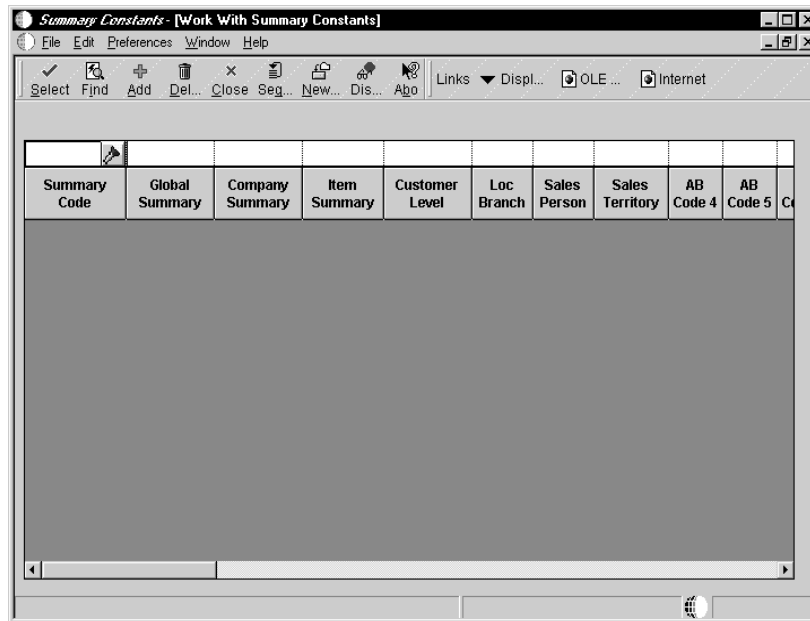 Summary Constants - [Work With Summary Constants]
File Edit Preferences Window Help
Select Find Add Del... Close Seq... New... Dis... Abo Links Displ... OLE ... Internet
Summary Code Global Summary Company Summary Item Summary Customer Level Loc Branch Sales Person Sales Territory AB Code 4 AB Code 5